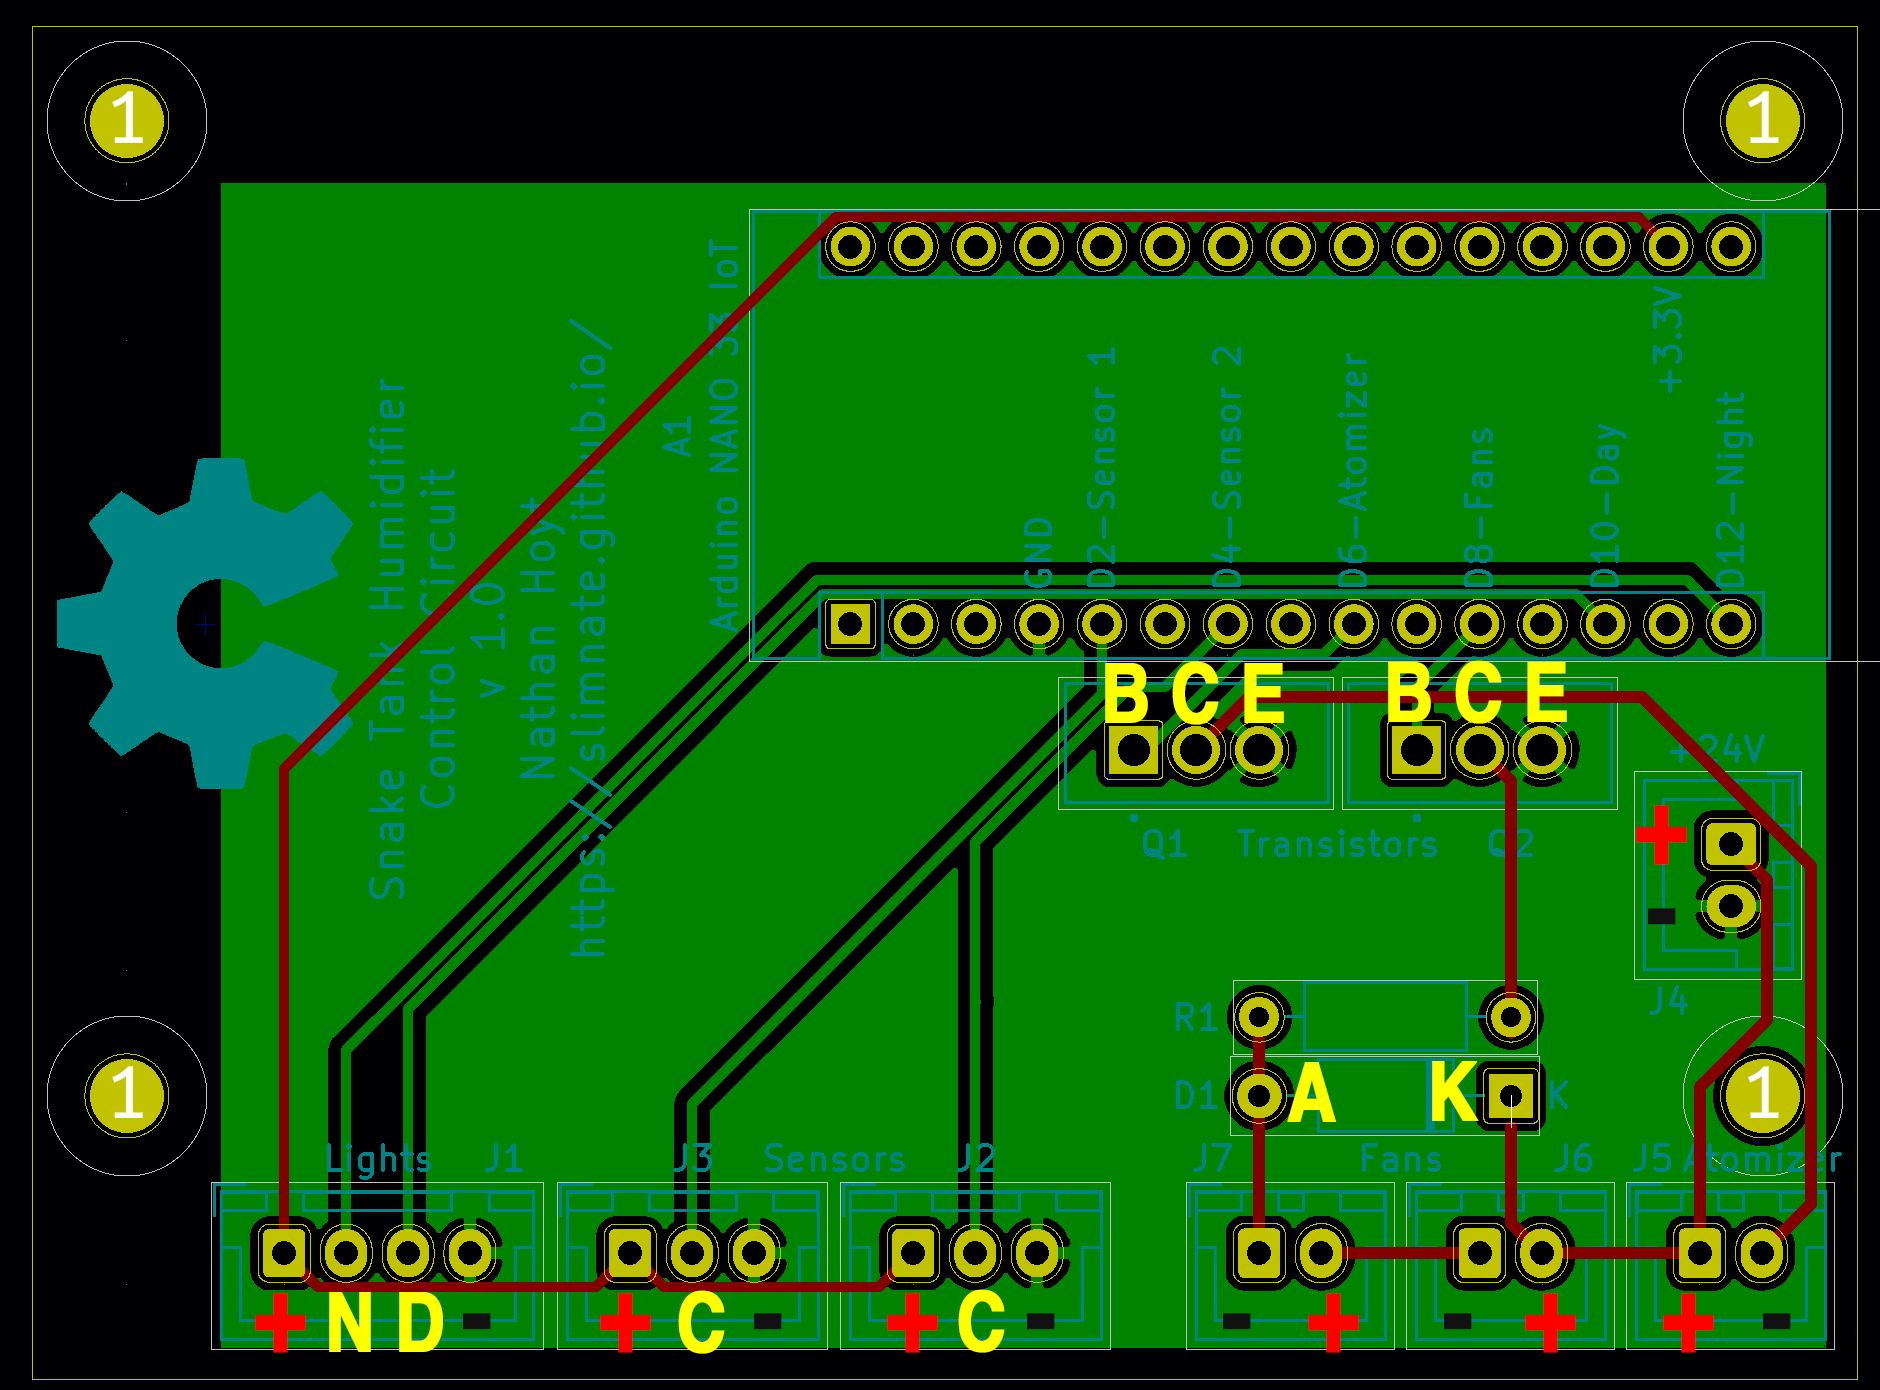 1
1
+3.3V
Arduino NANO 33 IoT
A1
GND
D2-Sensor 1
D4-Sensor 2
D6-Atomizer
D8-Fans
D10-Day
D12-Night
Snake Tank Humidifier
Control Circuit
v 1.0
Nathan Hoyt
https://slimnate.github.io/
B C E
B C E
+24V
Q1 Transistors Q2
+
-
J4
R1
D1 A K K
1
1
Lights J1
J3 Sensors J2
J7 Fans J6
J5 Atomizer
+ N D -
+ C -
+ C -
- +
- +
+ -